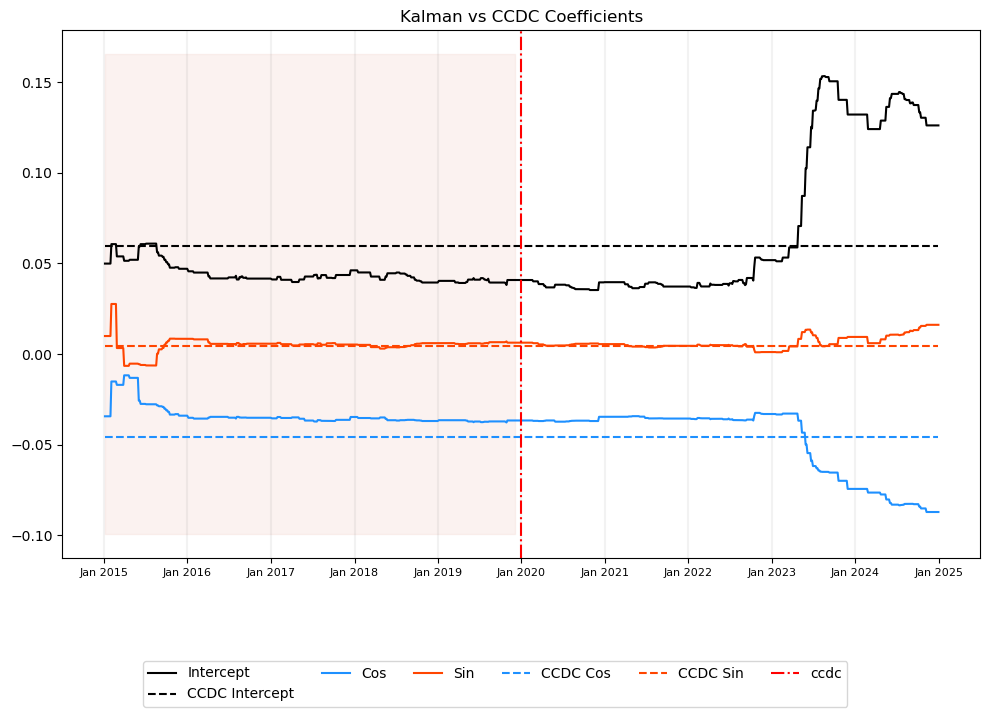 Kalman vs CCDC Coefficients
0.15
0.10
0.05
0.00
−0.05
−0.10
Jan 2015 Jan 2016 Jan 2017 Jan 2018 Jan 2019 Jan 2020 Jan 2021 Jan 2022 Jan 2023 Jan 2024 Jan 2025
Intercept Cos Sin CCDC Cos CCDC Sin ccdc
CCDC Intercept